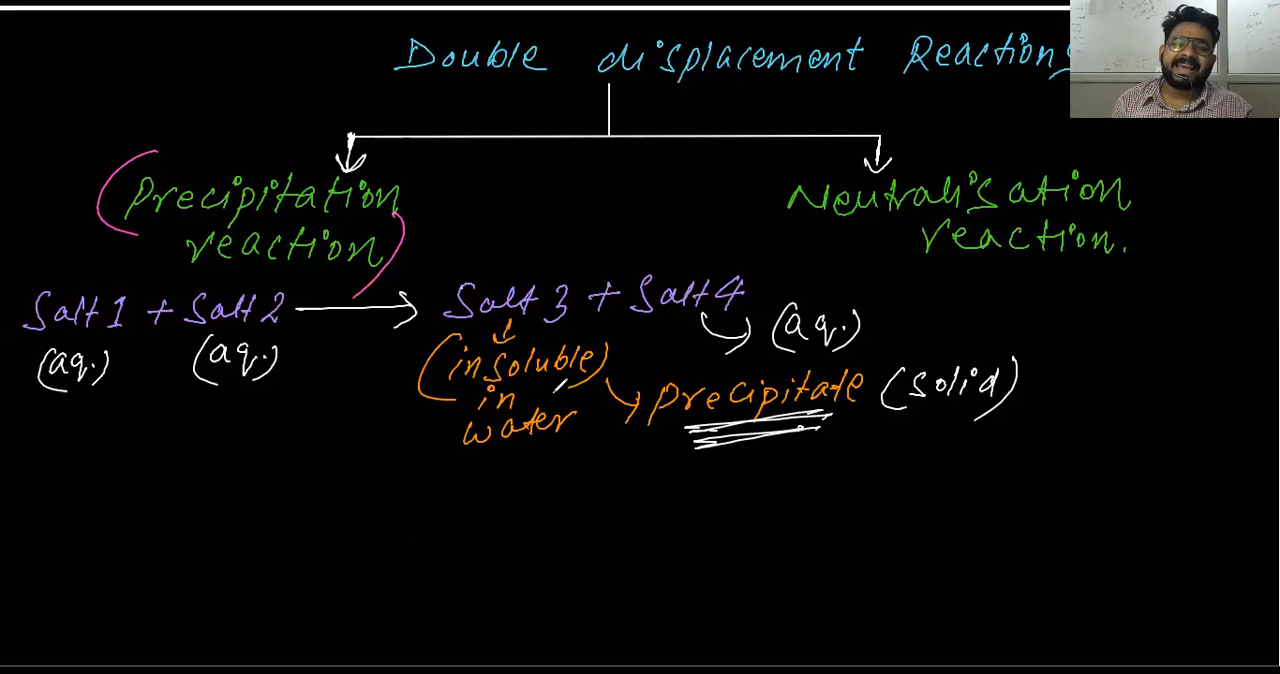 Double displacement Reactions
Precipitation
reaction
Neutralisation
reaction.
Salt 1 + Salt 2 → Salt 3 + Salt 4
(aq.) (aq.) (aq.)
(insoluble)
in
water
Precipitate (solid)